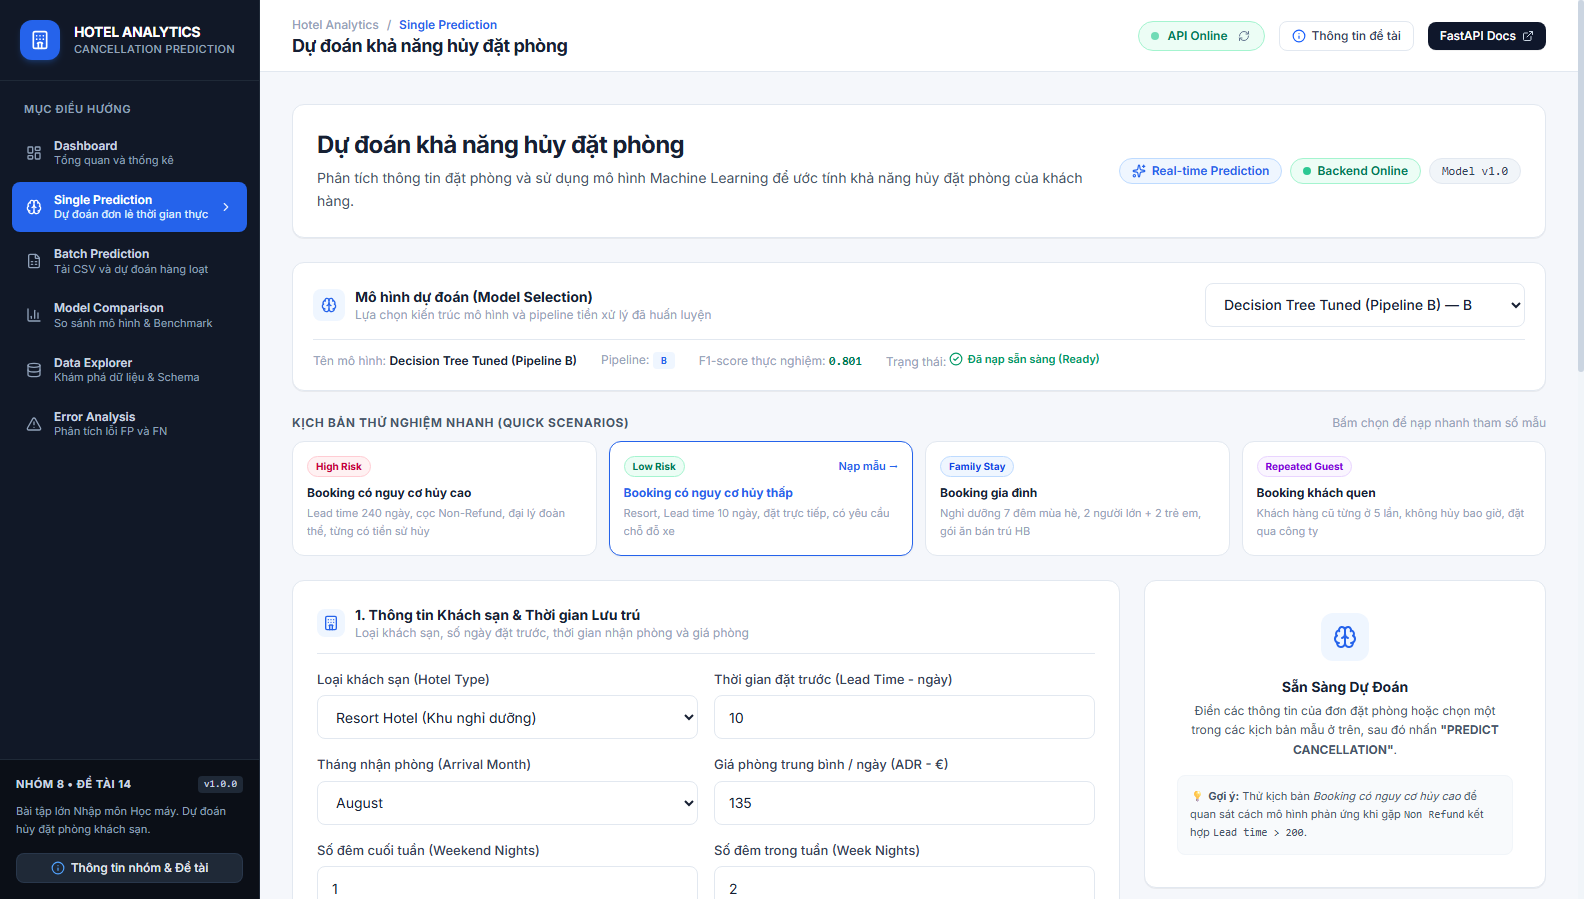 HOTEL ANALYTICS
CANCELLATION PREDICTION
MỤC ĐIỀU HƯỚNG
Dashboard
Tổng quan và thống kê
Single Prediction
Dự đoán đơn lẻ thời gian thực
Batch Prediction
Tải CSV và dự đoán hàng loạt
Model Comparison
So sánh mô hình & Benchmark
Data Explorer
Khám phá dữ liệu & Schema
Error Analysis
Phân tích lỗi FP và FN
NHÓM 8 • ĐỀ TÀI 14 v1.0.0
Bài tập lớn Nhập môn Học máy. Dự đoán
hủy đặt phòng khách sạn.
Thông tin nhóm & Đề tài
Hotel Analytics / Single Prediction
Dự đoán khả năng hủy đặt phòng
API Online
Thông tin đề tài
FastAPI Docs
Dự đoán khả năng hủy đặt phòng
Phân tích thông tin đặt phòng và sử dụng mô hình Machine Learning để ước tính khả năng hủy đặt phòng của khách
hàng.
Real-time Prediction
Backend Online
Model v1.0
Mô hình dự đoán (Model Selection)
Lựa chọn kiến trúc mô hình và pipeline tiền xử lý đã huấn luyện
Decision Tree Tuned (Pipeline B) — B
Tên mô hình: Decision Tree Tuned (Pipeline B)
Pipeline: B
F1-score thực nghiệm: 0.801
Trạng thái: Đã nạp sẵn sàng (Ready)
KỊCH BẢN THỬ NGHIỆM NHANH (QUICK SCENARIOS)
Bấm chọn để nạp nhanh tham số mẫu
High Risk
Booking có nguy cơ hủy cao
Lead time 240 ngày, cọc Non-Refund, đại lý đoàn
thể, từng có tiền sử hủy
Low Risk
Nạp mẫu →
Booking có nguy cơ hủy thấp
Resort, Lead time 10 ngày, đặt trực tiếp, có yêu cầu
chỗ đỗ xe
Family Stay
Booking gia đình
Nghỉ dưỡng 7 đêm mùa hè, 2 người lớn + 2 trẻ em,
gói ăn bán trú HB
Repeated Guest
Booking khách quen
Khách hàng cũ từng ở 5 lần, không hủy bao giờ, đặt
qua công ty
1. Thông tin Khách sạn & Thời gian Lưu trú
Loại khách sạn, số ngày đặt trước, thời gian nhận phòng và giá phòng
Loại khách sạn (Hotel Type)
Resort Hotel (Khu nghỉ dưỡng)
Thời gian đặt trước (Lead Time - ngày)
10
Tháng nhận phòng (Arrival Month)
August
Giá phòng trung bình / ngày (ADR - €)
135
Số đêm cuối tuần (Weekend Nights)
1
Số đêm trong tuần (Week Nights)
2
Sẵn Sàng Dự Đoán
Điền các thông tin của đơn đặt phòng hoặc chọn một
trong các kịch bản mẫu ở trên, sau đó nhấn "PREDICT
CANCELLATION".
💡 Gợi ý: Thử kịch bản Booking có nguy cơ hủy cao để
quan sát cách mô hình phản ứng khi gặp Non Refund kết
hợp Lead time > 200.